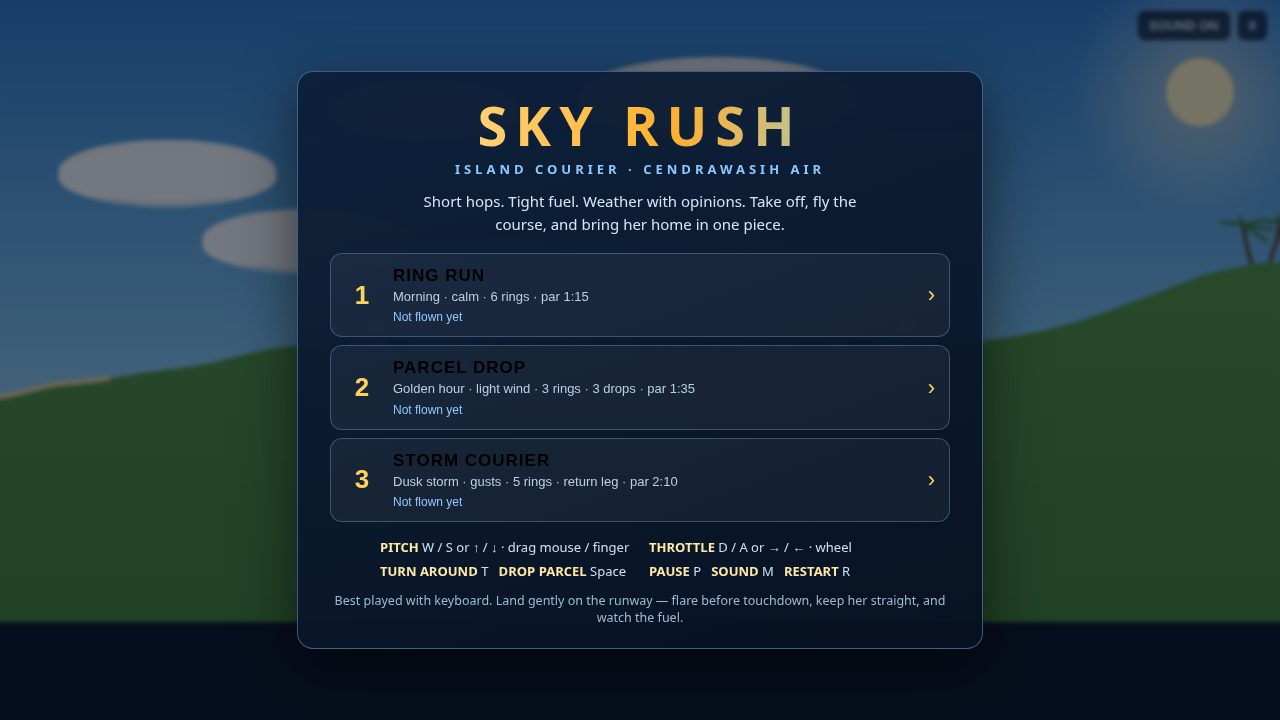 SOUND ON II
SKY RUSH
ISLAND COURIER · CENDRAWASIH AIR
Short hops. Tight fuel. Weather with opinions. Take off, fly the
course, and bring her home in one piece.
1
RING RUN
Morning · calm · 6 rings · par 1:15
Not flown yet
›
2
PARCEL DROP
Golden hour · light wind · 3 rings · 3 drops · par 1:35
Not flown yet
›
3
STORM COURIER
Dusk storm · gusts · 5 rings · return leg · par 2:10
Not flown yet
›
PITCH W / S or ↑ / ↓ · drag mouse / finger THROTTLE D / A or → / ← · wheel
TURN AROUND T DROP PARCEL Space PAUSE P SOUND M RESTART R
Best played with keyboard. Land gently on the runway — flare before touchdown, keep her straight, and
watch the fuel.